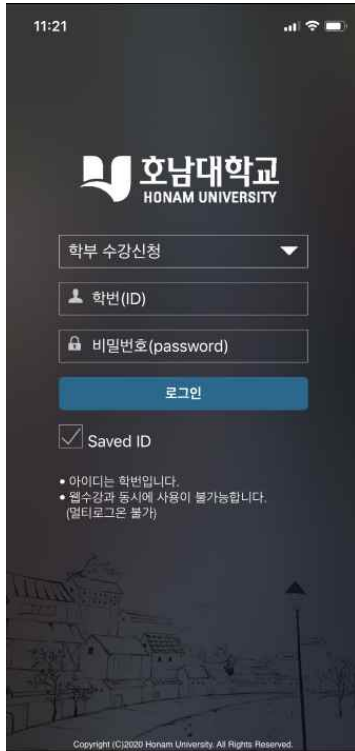 11:21
호남대학교
HONAM UNIVERSITY
학부 수강신청
학번(ID)
비밀번호(password)
로그인
Saved ID
• 아이디는 학번입니다.
• 웹수강과 동시에 사용이 불가능합니다.
(멀티로그온 불가)
Copyright (C)2020 Honam University. All Rights Reserved.